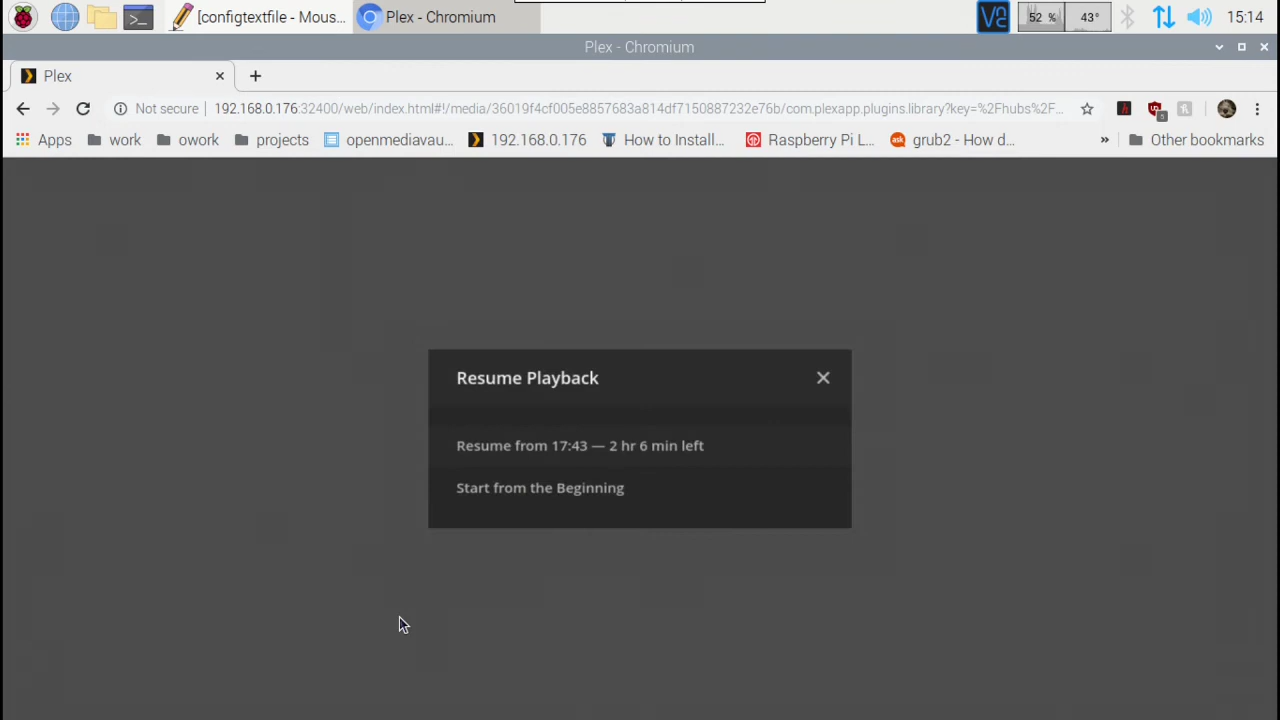 [configtextfile - Mous...
Plex - Chromium
52 %
43°
15:14
Plex - Chromium
Plex
Not secure
192.168.0.176:32400/web/index.html#!/media/36019f4cf005e8857683a814df7150887232e76b/com.plexapp.plugins.library?key=%2Fhubs%2F...
Apps
work
owork
projects
openmediavau...
192.168.0.176
How to Install...
Raspberry Pi L...
ask
grub2 - How d...
»
Other bookmarks
Resume Playback
Resume from 17:43 — 2 hr 6 min left
Start from the Beginning